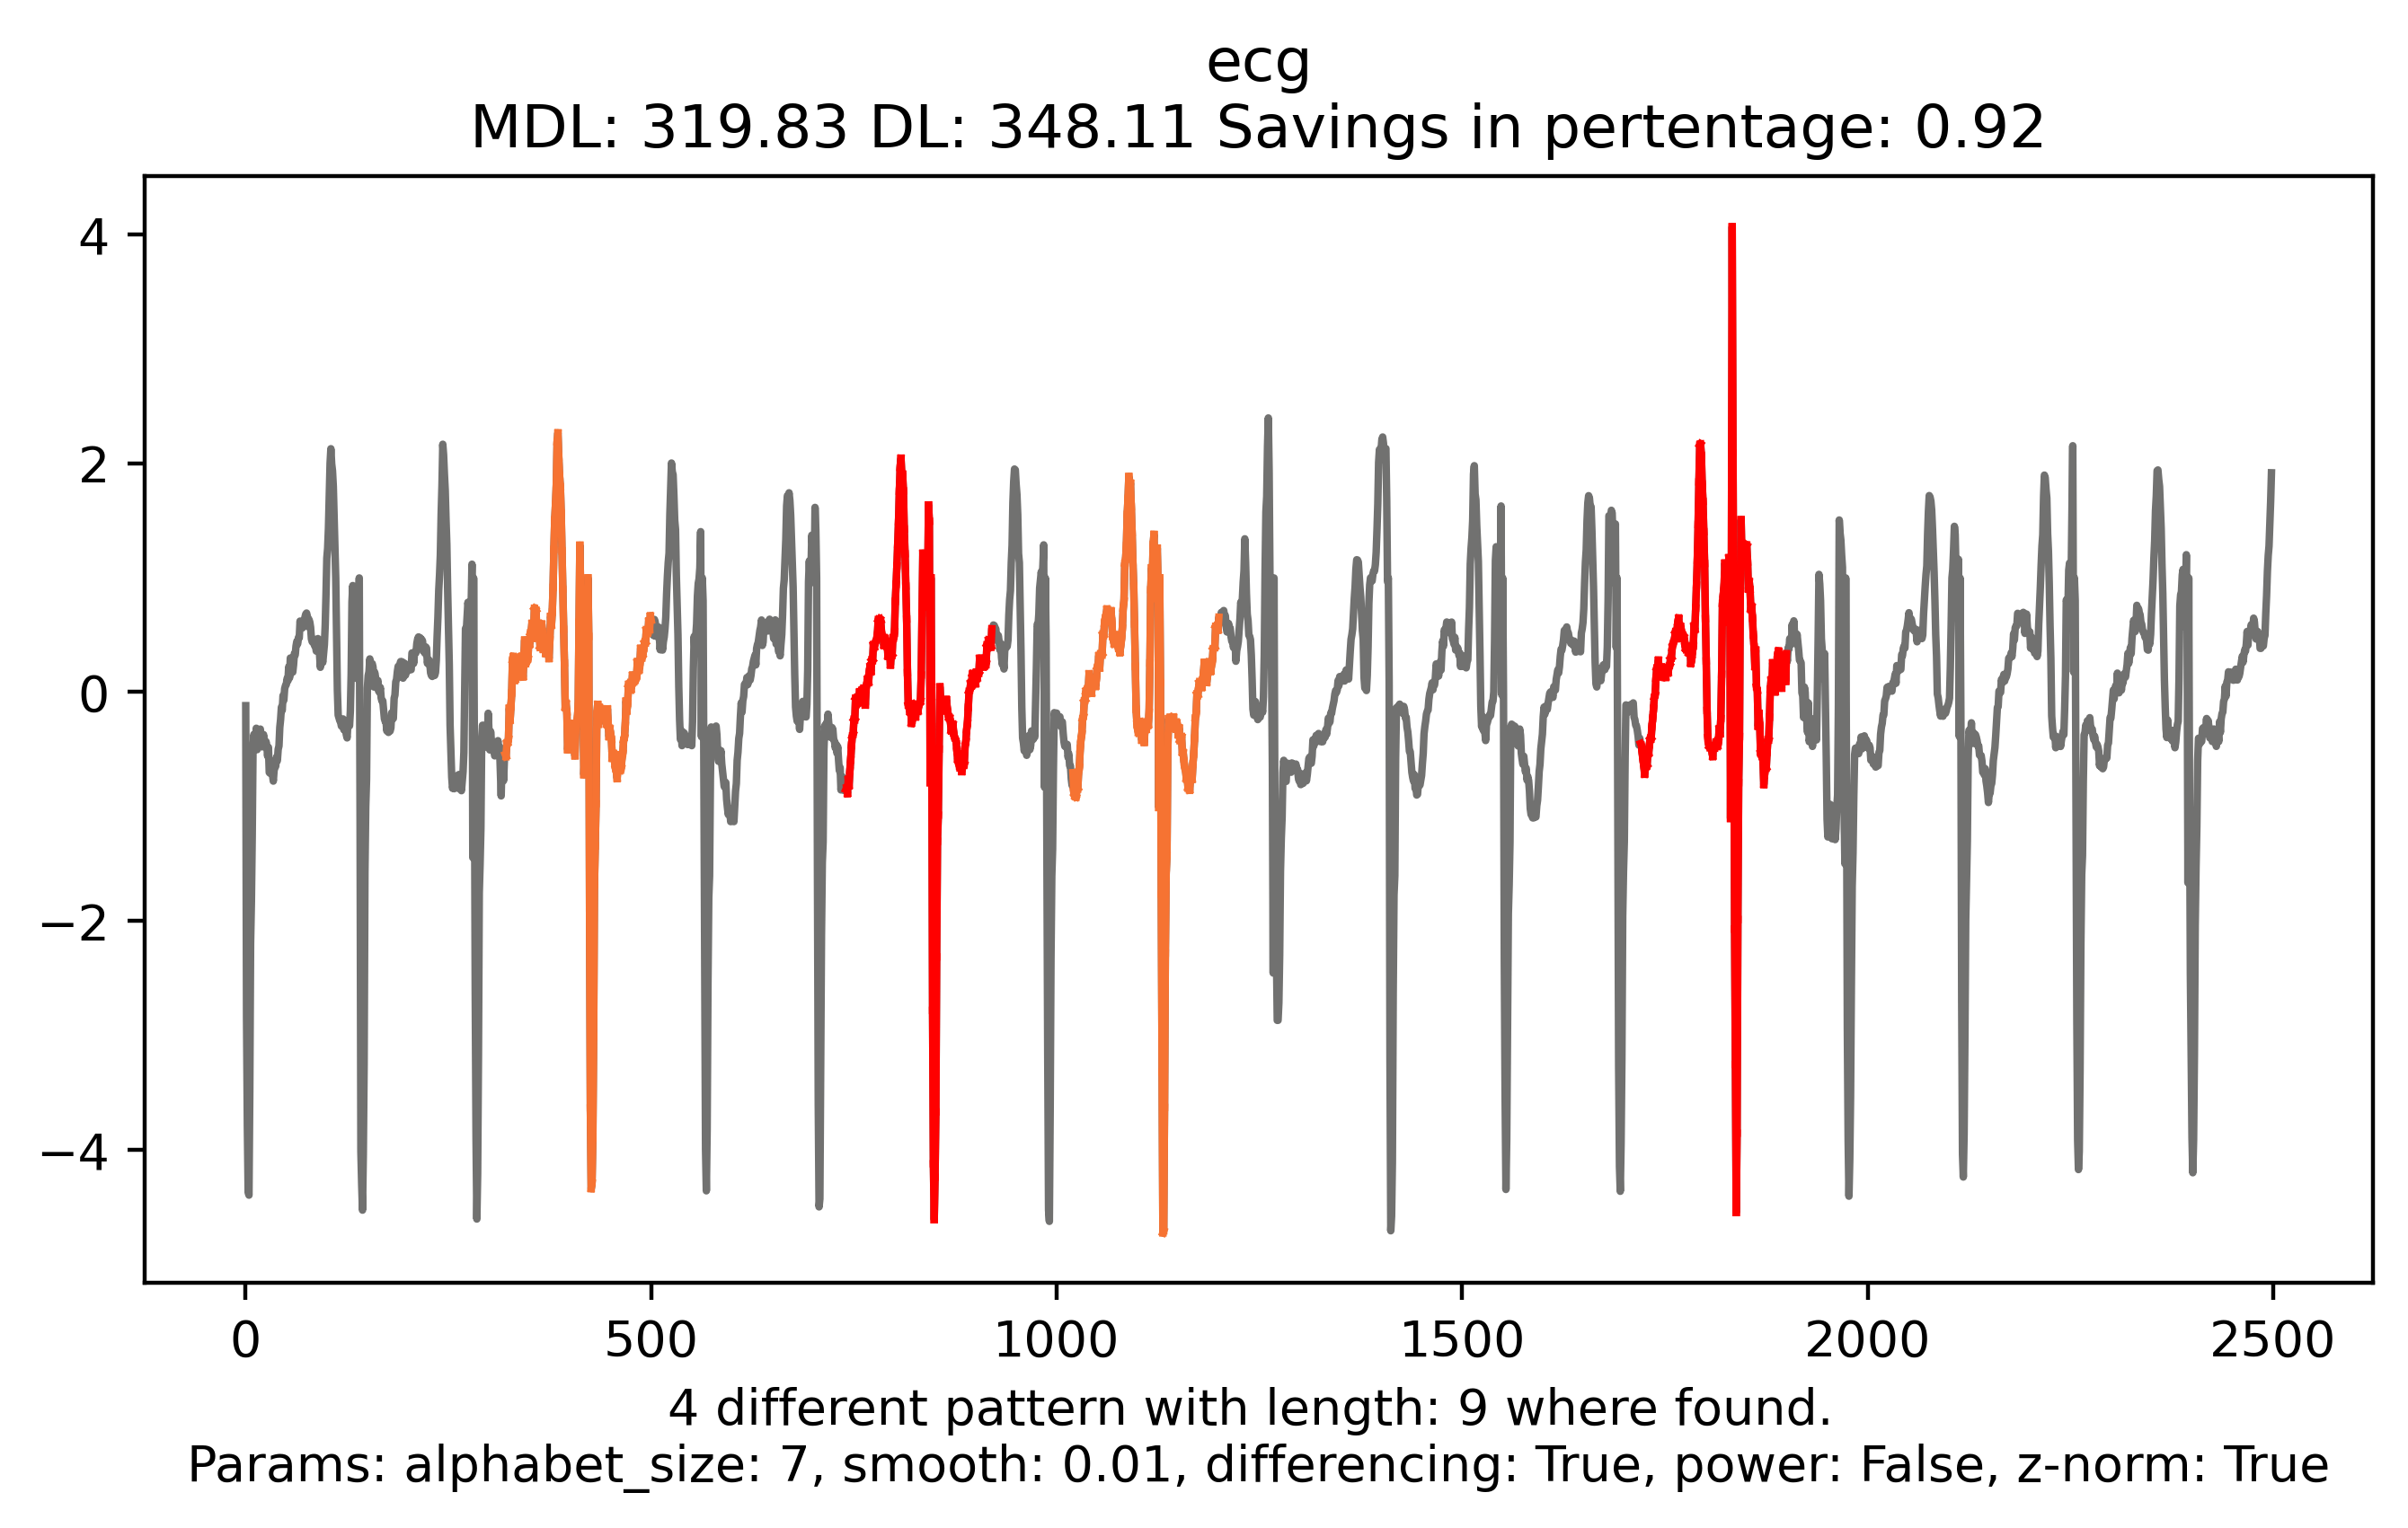 ecg
MDL: 319.83 DL: 348.11 Savings in pertentage: 0.92
4
2
0
−2
−4
0 500 1000 1500 2000 2500
4 different pattern with length: 9 where found.
Params: alphabet_size: 7, smooth: 0.01, differencing: True, power: False, z-norm: True